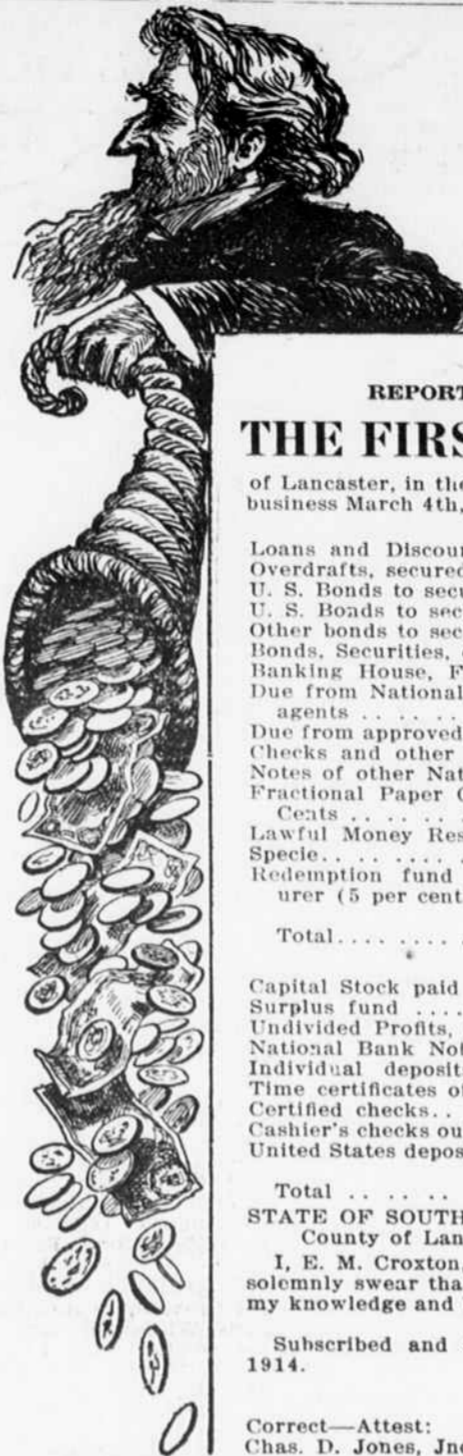 REPORT
THE FIRS
of Lancaster, in the
business March 4th,
Loans and Discoun
Overdrafts, secured
U. S. Bonds to secu
U. S. Bonds to sec
Other bonds to sec
Bonds, Securities,
Banking House, F
Due from National
agents . . . . . .
Due from approved
Checks and other
Notes of other Nat
Fractional Paper C
Cents . . . . . . . .
Lawful Money Res
Specie. . . . . . . . .
Redemption fund
urer (5 per cent
Total. . . . . . . . .
Capital Stock paid
Surplus fund . . . .
Undivided Profits,
National Bank Not
Individual deposit
Time certificates o
Certified checks. .
Cashier's checks ou
United States depos
Total . . . . . .
STATE OF SOUTH
County of Lan
I, E. M. Croxton,
solemnly swear tha
my knowledge and
Subscribed and
1914.
Correct—Attest:
Chas. D. Jones, Jno